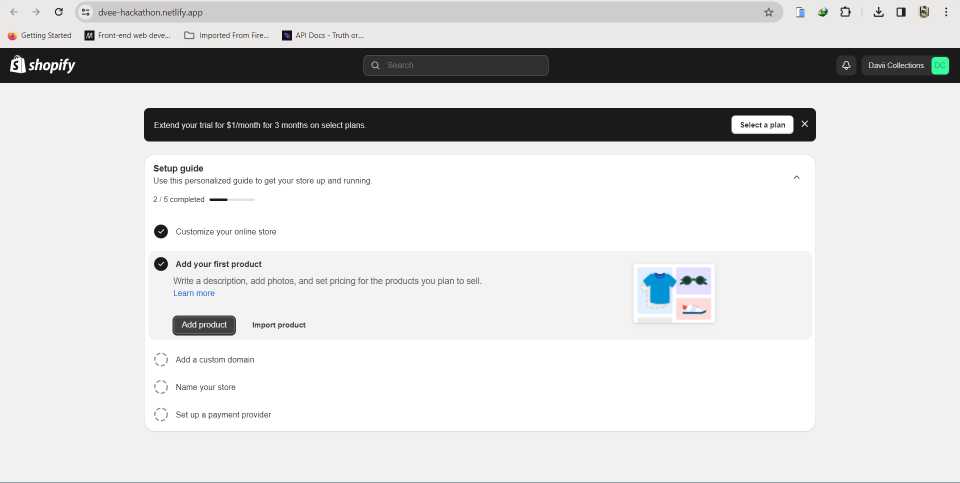 dvee-hackathon.netlify.app
Getting Started
Front-end web deve...
Imported From Fire...
API Docs - Truth or...
shopify
Search
Davii Collections
DC
Extend your trial for $1/month for 3 months on select plans.
Select a plan
Setup guide
Use this personalized guide to get your store up and running.
2 / 5 completed
Customize your online store
Add your first product
Write a description, add photos, and set pricing for the products you plan to sell.
Learn more
Add product
Import product
Add a custom domain
Name your store
Set up a payment provider